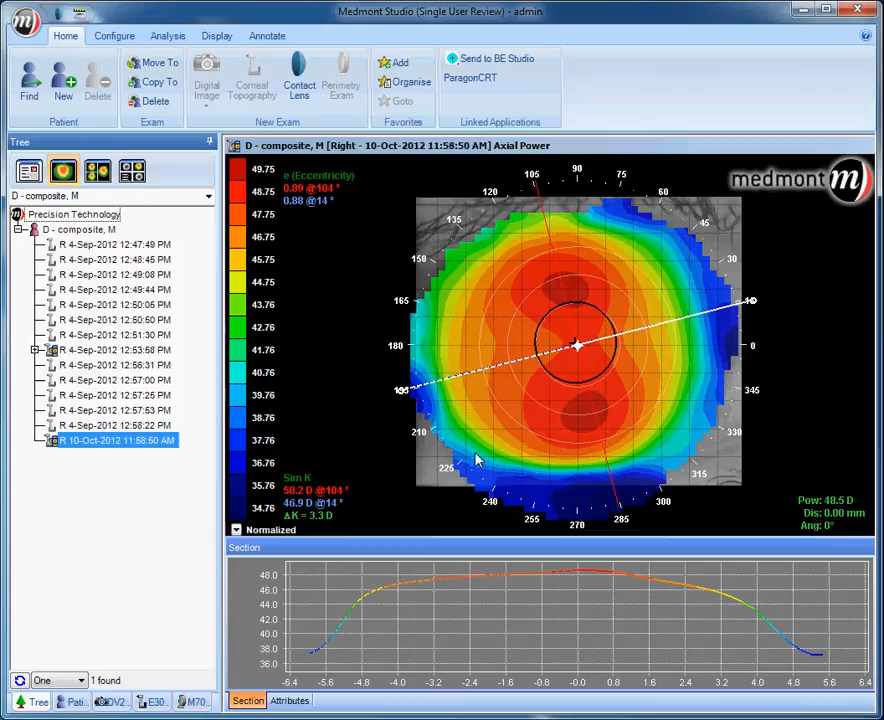 Medmont Studio (Single User Review) - admin
Home Configure Analysis Display Annotate
Find New Delete
Patient
Move To
Copy To
Delete
Exam
Digital Image
Corneal Topography
Contact Lens
Perimetry Exam
New Exam
Add
Organise
Goto
Favorites
Send to BE Studio
ParagonCRT
Linked Applications
Tree
D - composite, M
Precision Technology
D - composite, M
R 4-Sep-2012 12:47:49 PM
R 4-Sep-2012 12:48:45 PM
R 4-Sep-2012 12:49:08 PM
R 4-Sep-2012 12:49:44 PM
R 4-Sep-2012 12:50:05 PM
R 4-Sep-2012 12:50:50 PM
R 4-Sep-2012 12:51:30 PM
R 4-Sep-2012 12:53:58 PM
R 4-Sep-2012 12:56:31 PM
R 4-Sep-2012 12:57:00 PM
R 4-Sep-2012 12:57:25 PM
R 4-Sep-2012 12:57:53 PM
R 4-Sep-2012 12:58:22 PM
R 10-Oct-2012 11:58:50 AM
One 1 found
Tree Pati... DV2... E30... M70...
D - composite, M [Right - 10-Oct-2012 11:58:50 AM] Axial Power
49.75
48.75
47.75
46.75
45.75
44.75
43.76
42.76
41.76
40.76
39.76
38.76
37.76
36.76
35.76
34.76
e (Eccentricity)
0.89 @104 °
0.88 @14 °
medmont m
105 90 75
120 60
135 45
150 30
165
180 0
195 345
210 330
225 315
240 300
255 270 285
Sim K
50.2 D @104 °
46.9 D @14 °
ΔK = 3.3 D
Pow: 48.5 D
Dis: 0.00 mm
Ang: 0°
Normalized
Section
48.0
46.0
44.0
42.0
40.0
38.0
36.0
-6.4 -5.6 -4.8 -4.0 -3.2 -2.4 -1.6 -0.8 -0.0 0.8 1.6 2.4 3.2 4.0 4.8 5.6 6.4
Section Attributes